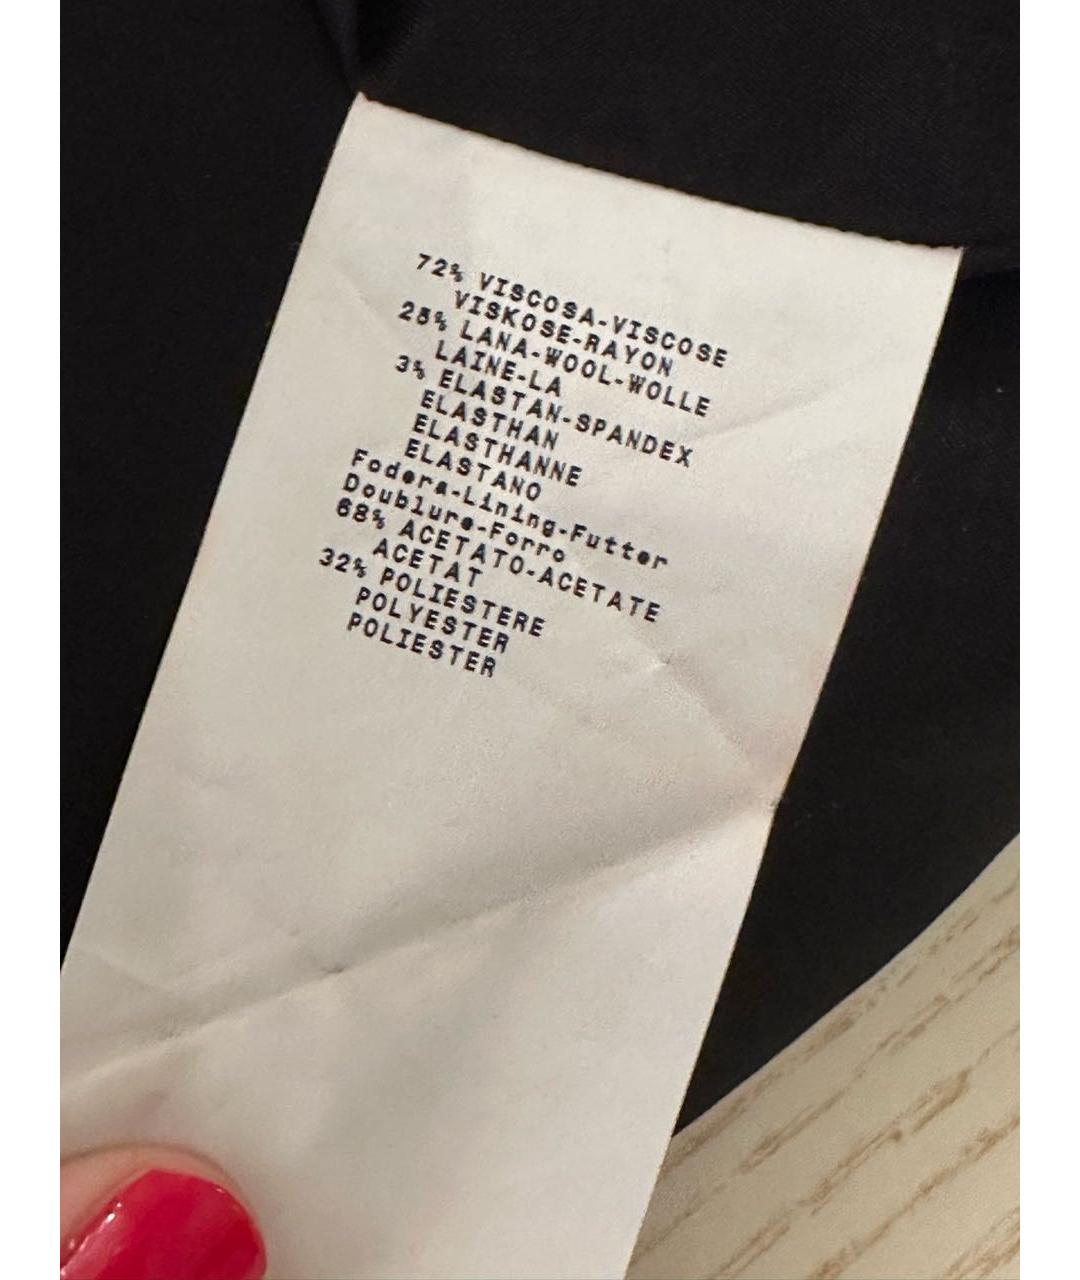 72% VISCOSA-VISCOSE
VISKOSE-RAYON
25% LANA-WOOL-WOLLE
LAINE-LA
3% ELASTAN-SPANDEX
ELASTHAN
ELASTHANNE
ELASTANO
Fodera-Lining-Futter
Doublure-Forro
68% ACETATO-ACETATE
ACETAT
32% POLIESTERE
POLYESTER
POLIESTER